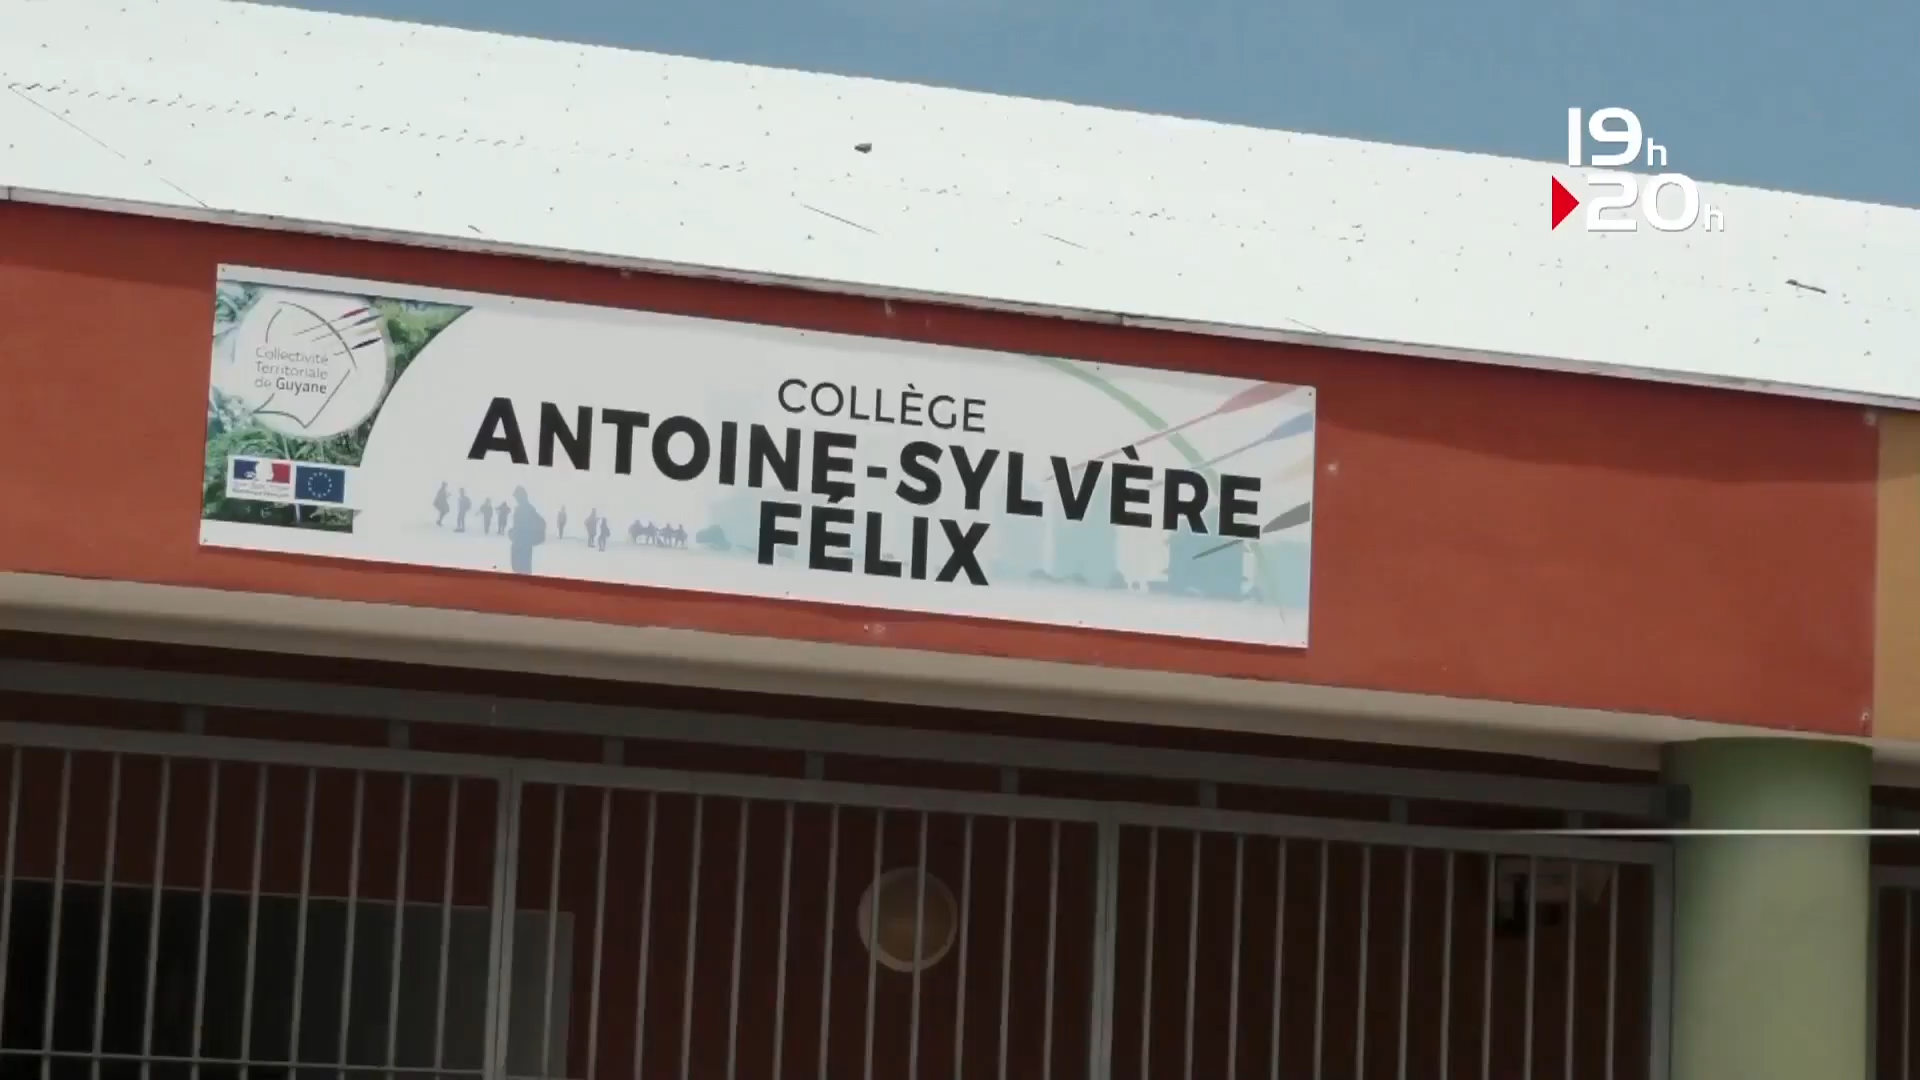 19h
20h
Collectivité
Territoriale
de Guyane
COLLÈGE
ANTOINE-SYLVÈRE
FÉLIX